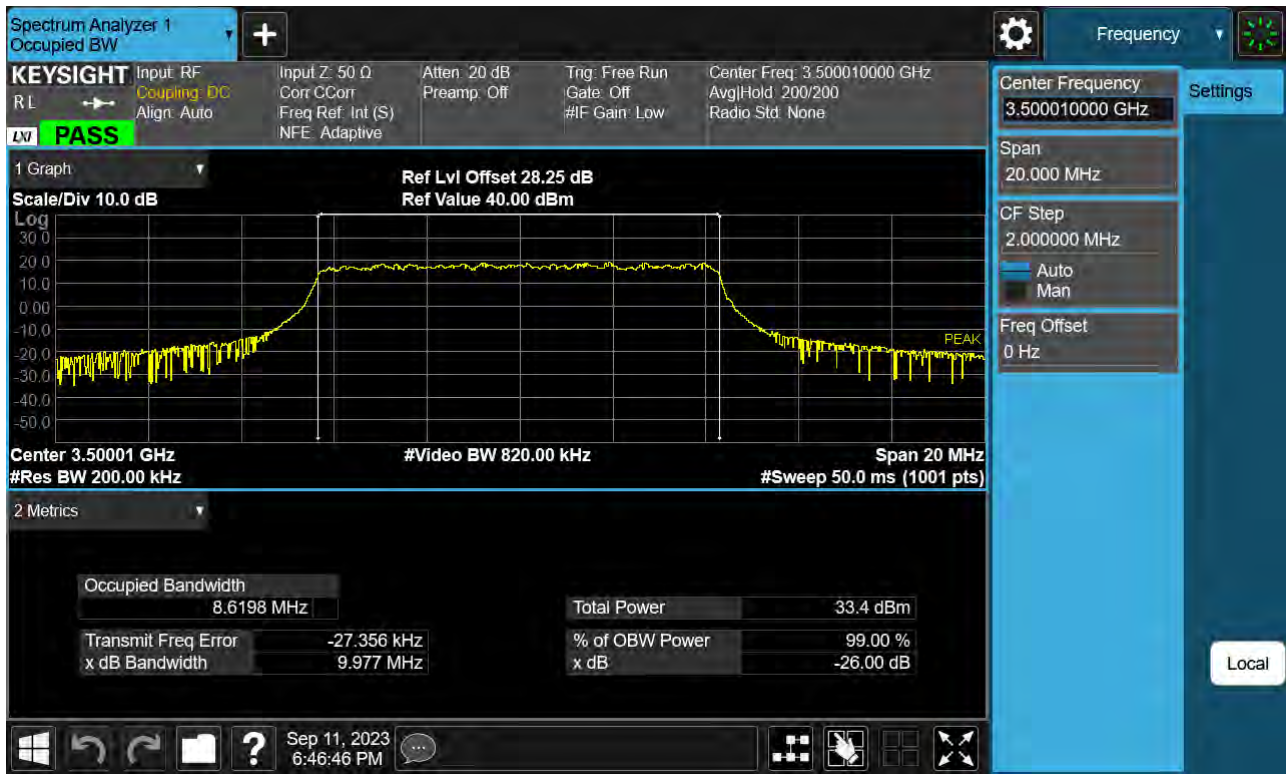 Spectrum Analyzer 1
Occupied BW
+
Frequency
KEYSIGHT
R L
LXI
PASS
Input: RF
Coupling: DC
Align: Auto
Input Z: 50 Ω
Corr CCorr
Freq Ref: Int (S)
NFE: Adaptive
Atten: 20 dB
Preamp: Off
Trig: Free Run
Gate: Off
#IF Gain: Low
Center Freq: 3.500010000 GHz
Avg|Hold: 200/200
Radio Std: None
1 Graph
Scale/Div 10.0 dB
Ref Lvl Offset 28.25 dB
Ref Value 40.00 dBm
Log
30.0
20.0
10.0
0.00
-10.0
-20.0
-30.0
-40.0
-50.0
PEAK
Center 3.50001 GHz
#Video BW 820.00 kHz
Span 20 MHz
#Res BW 200.00 kHz
#Sweep 50.0 ms (1001 pts)
2 Metrics
Occupied Bandwidth
8.6198 MHz
Total Power 33.4 dBm
Transmit Freq Error -27.356 kHz
% of OBW Power 99.00 %
x dB Bandwidth 9.977 MHz
x dB -26.00 dB
Center Frequency
3.500010000 GHz
Settings
Span
20.000 MHz
CF Step
2.000000 MHz
Auto
Man
Freq Offset
0 Hz
Local
?
Sep 11, 2023
6:46:46 PM